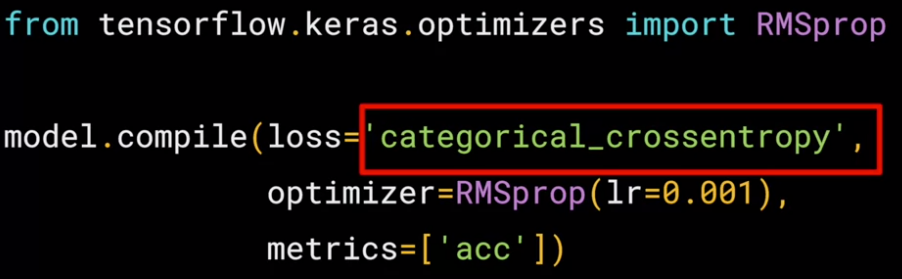 from tensorflow.keras.optimizers import RMSprop
model.compile(loss='categorical_crossentropy',
optimizer=RMSprop(lr=0.001),
metrics=['acc'])